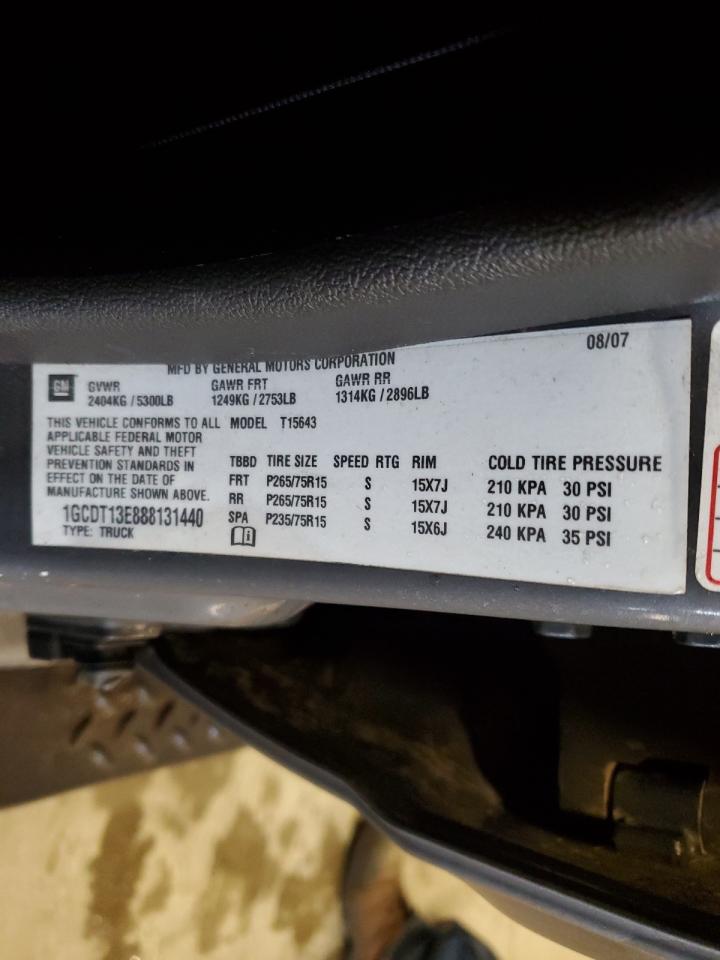 MFD BY GENERAL MOTORS CORPORATION
08/07
GM
GVWR GAWR FRT GAWR RR
2404KG / 5300LB 1249KG / 2753LB 1314KG / 2896LB
THIS VEHICLE CONFORMS TO ALL
APPLICABLE FEDERAL MOTOR
VEHICLE SAFETY AND THEFT
PREVENTION STANDARDS IN
EFFECT ON THE DATE OF
MANUFACTURE SHOWN ABOVE.
1GCDT13E888131440
TYPE: TRUCK
MODEL T15643
TBBD TIRE SIZE SPEED RTG RIM COLD TIRE PRESSURE
FRT P265/75R15 S 15X7J 210 KPA 30 PSI
RR P265/75R15 S 15X7J 210 KPA 30 PSI
SPA P235/75R15 S 15X6J 240 KPA 35 PSI